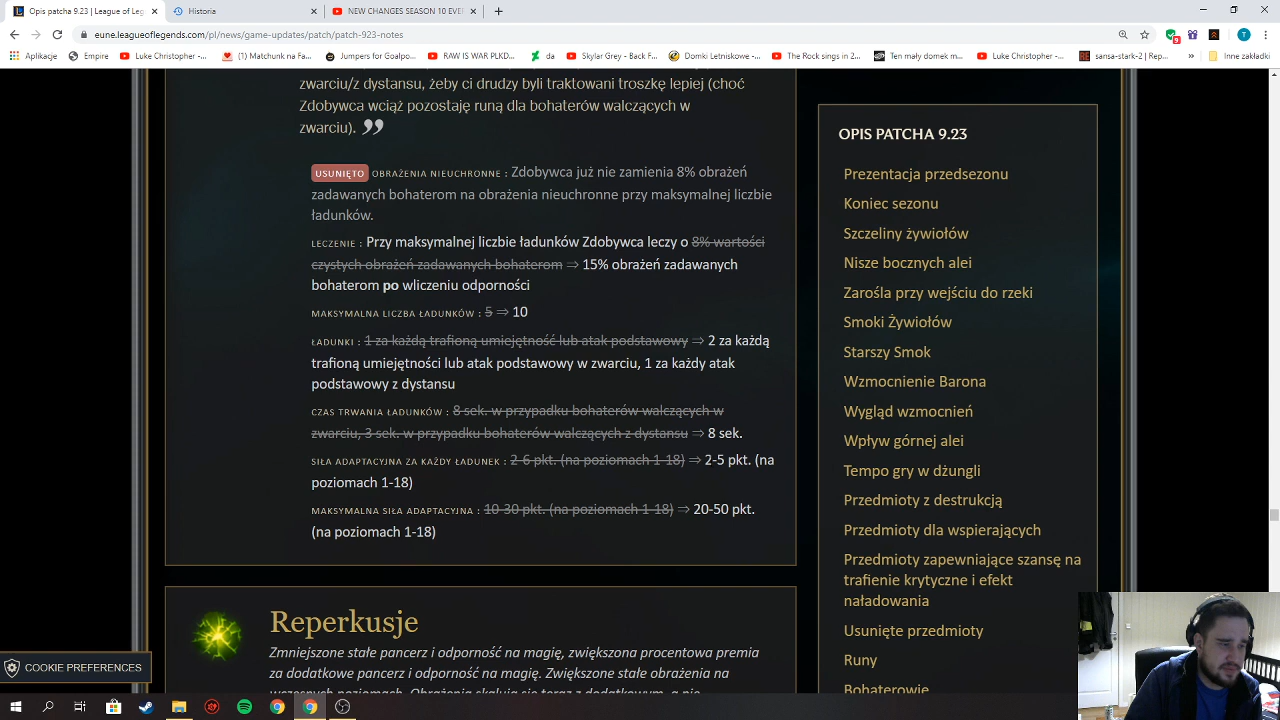 Opis patcha 9.23 | League of Leg
Historia
NEW CHANGES SEASON 10 EVE
eune.leagueoflegends.com/pl/news/game-updates/patch/patch-923-notes
Aplikacje
Luke Christopher -...
(2) Matchunk na Fa...
Jumpers for Goalpo...
RAW IS WAR PLKD...
da
Skylar Grey - Back F...
Domki Letniskowe -...
The Rock sings in 2...
Ten mały domek m...
Luke Christopher -...
sansa-stark-2 | Rep...
»
Inne zakładki
zwarciu/z dystansu, żeby ci drudzy byli traktowani troszkę lepiej (choć
Zdobywca wciąż pozostaję runą dla bohaterów walczących w
zwarciu). ”
USUNIĘTO OBRAŻENIA NIEUCHRONNE : Zdobywca już nie zamienia 8% obrażeń
zadawanych bohaterom na obrażenia nieuchronne przy maksymalnej liczbie
ładunków.
LECZENIE : Przy maksymalnej liczbie ładunków Zdobywca leczy o 8% wartości
czystych obrażeń zadawanych bohaterom ⇒ 15% obrażeń zadawanych
bohaterom po wliczeniu odporności
MAKSYMALNA LICZBA ŁADUNKÓW : 5 ⇒ 10
ŁADUNKI : 1 za każdą trafioną umiejętność lub atak podstawowy ⇒ 2 za każdą
trafioną umiejętności lub atak podstawowy w zwarciu, 1 za każdy atak
podstawowy z dystansu
CZAS TRWANIA ŁADUNKÓW : 8 sek. w przypadku bohaterów walczących w
zwarciu, 3 sek. w przypadku bohaterów walczących z dystansu ⇒ 8 sek.
SIŁA ADAPTACYJNA ZA KAŻDY ŁADUNEK : 2-6 pkt. (na poziomach 1-18) ⇒ 2-5 pkt. (na
poziomach 1-18)
MAKSYMALNA SIŁA ADAPTACYJNA : 10-30 pkt. (na poziomach 1-18) ⇒ 20-50 pkt.
(na poziomach 1-18)
Reperkusje
Zmniejszone stałe pancerz i odporność na magię, zwiększona procentowa premia
za dodatkowe pancerz i odporność na magię. Zwiększone stałe obrażenia na
wczesnych poziomach. Obrażenia skalują się teraz z dodatkowym, a nie
OPIS PATCHA 9.23
Prezentacja przedsezonu
Koniec sezonu
Szczeliny żywiołów
Nisze bocznych alei
Zarośla przy wejściu do rzeki
Smoki Żywiołów
Starszy Smok
Wzmocnienie Barona
Wygląd wzmocnień
Wpływ górnej alei
Tempo gry w dżungli
Przedmioty z destrukcją
Przedmioty dla wspierających
Przedmioty zapewniające szansę na
trafienie krytyczne i efekt
naładowania
Usunięte przedmioty
Runy
Bohaterowie
COOKIE PREFERENCES